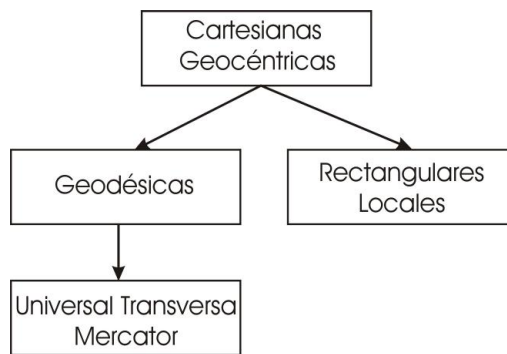 Cartesianas
Geocéntricas
Geodésicas
Rectangulares
Locales
Universal Transversa
Mercator